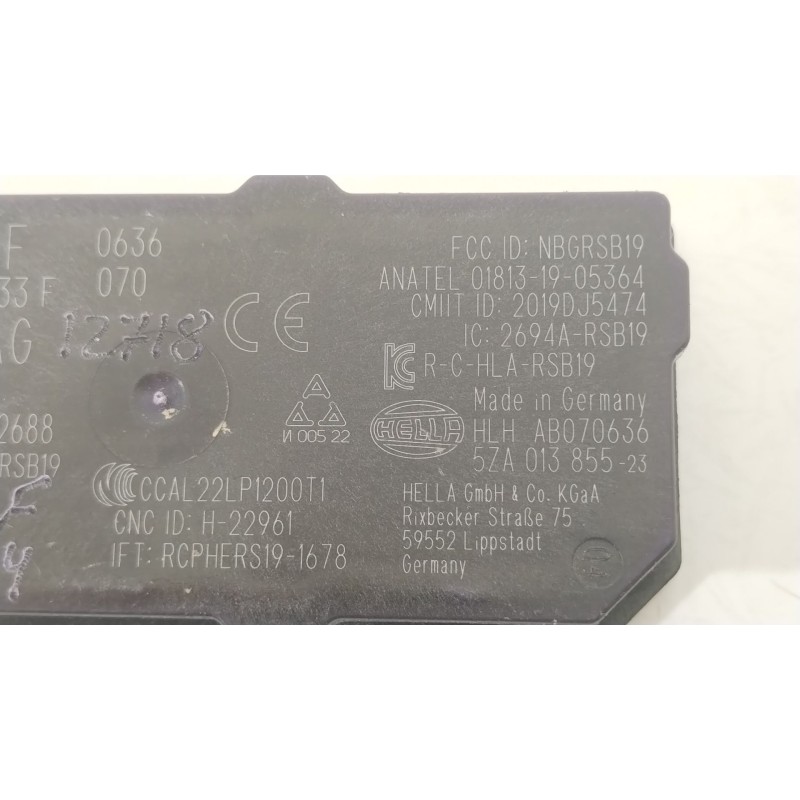 F 0636
33 F 070
AG 12748
CE
2688
RSB19
A
И 005 22
CCAL22LP1200T1
CNC ID: H-22961
IFT: RCPHERS19-1678
FCC ID: NBGRSB19
ANATEL 01813-19-05364
CMIIT ID: 2019DJ5474
IC: 2694A-RSB19
R-C-HLA-RSB19
Made in Germany
HELLA HLH AB070636
5ZA 013 855-23
HELLA GmbH & Co. KGaA
Rixbecker Straße 75
59552 Lippstadt
Germany